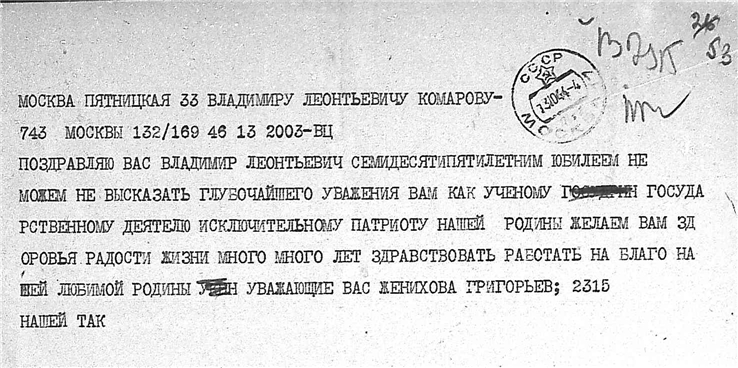 МОСКВА ПЯТНИЦКАЯ 33 ВЛАДИМИРУ ЛЕОНТЬЕВИЧУ КОМАРОВУ-
743 МОСКВЫ 132/169 46 13 2003-ВЦ
ПОЗДРАВЛЯЮ ВАС ВЛАДИМИР ЛЕОНТЬЕВИЧ СЕМИДЕСЯТИПЯТИЛЕТНИМ ЮБИЛЕЕМ НЕ
МОЖЕМ НЕ ВЫСКАЗАТЬ ГЛУБОЧАЙШЕГО УВАЖЕНИЯ ВАМ КАК УЧЕНОМУ ГОСУДА
РСТВЕННОМУ ДЕЯТЕЛЮ ИСКЛЮЧИТЕЛЬНОМУ ПАТРИОТУ НАШЕЙ РОДИНЫ ЖЕЛАЕМ ВАМ ЗД
ОРОВЬЯ РАДОСТИ ЖИЗНИ МНОГО МНОГО ЛЕТ ЗДРАВСТВОВАТЬ РАБОТАТЬ НА БЛАГО НА
ШЕЙ ЛЮБИМОЙ РОДИНЫ УВАЖАЮЩИЕ ВАС ЖЕНИХОВА ГРИГОРЬЕВ; 2315
НАШЕЙ ТАК
СССР
МОСКВА
53